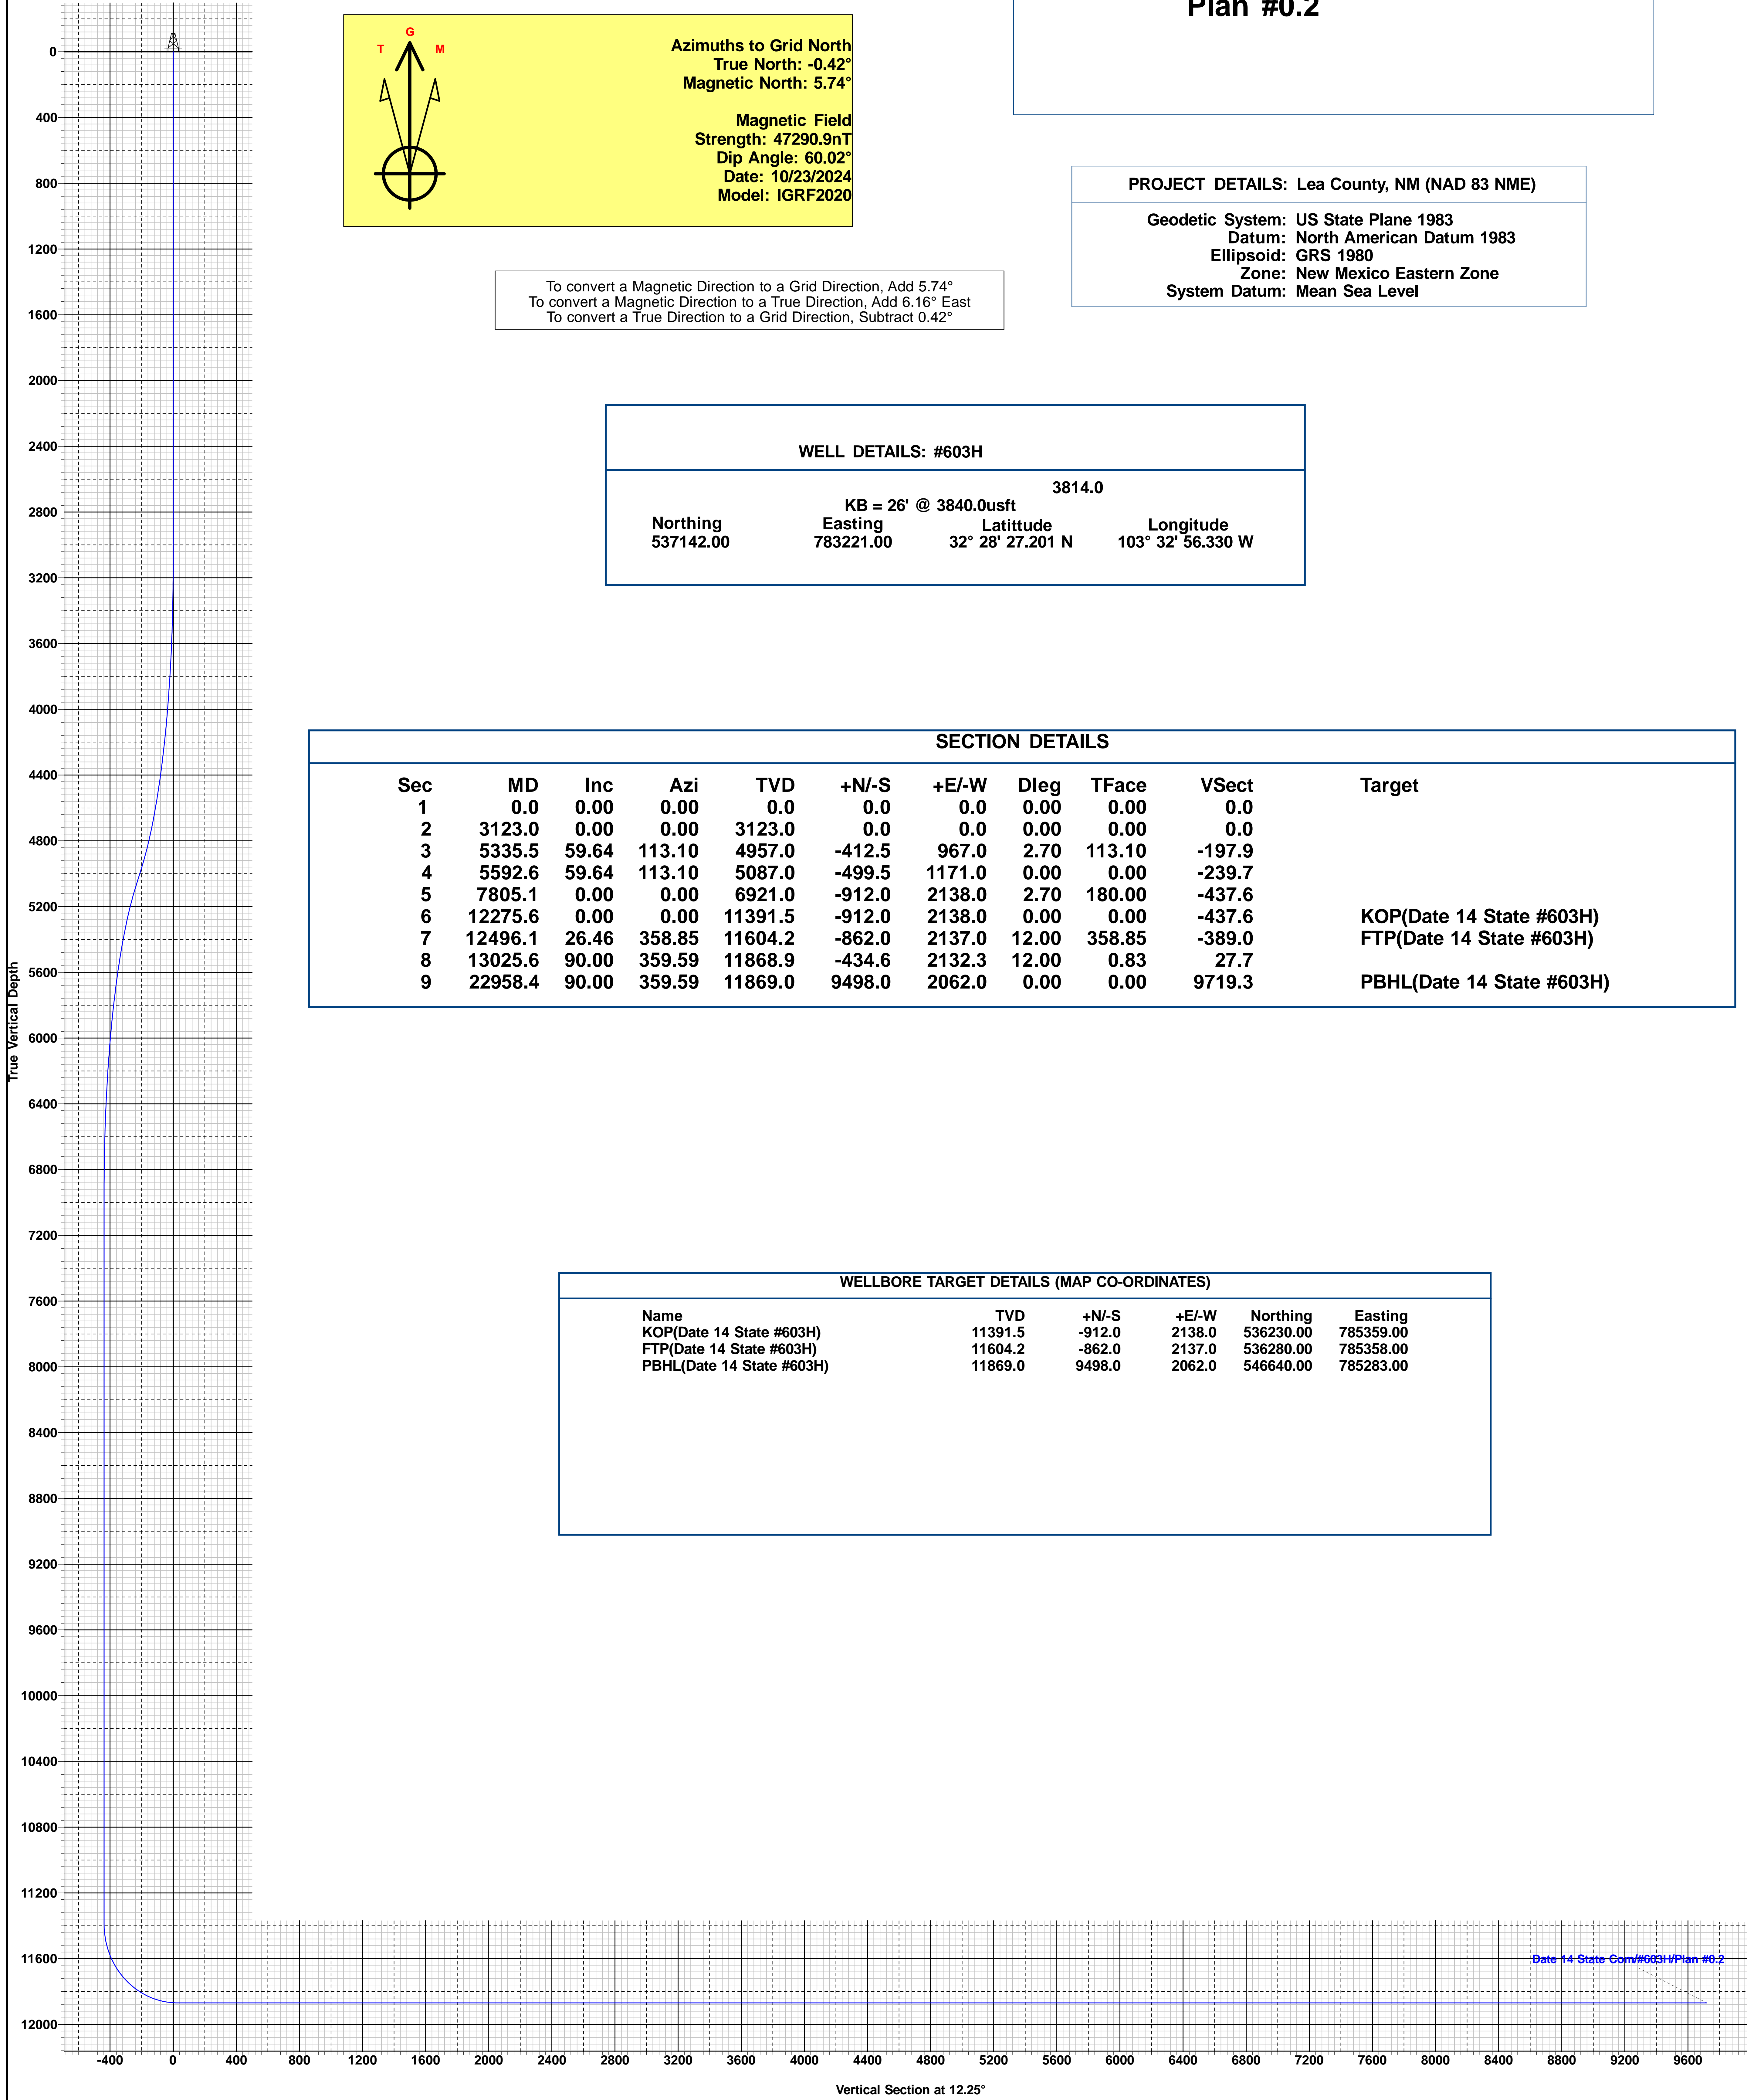 Plan #0.2
T G M
Azimuths to Grid North
True North: -0.42°
Magnetic North: 5.74°
Magnetic Field
Strength: 47290.9nT
Dip Angle: 60.02°
Date: 10/23/2024
Model: IGRF2020
PROJECT DETAILS: Lea County, NM (NAD 83 NME)
Geodetic System: US State Plane 1983
Datum: North American Datum 1983
Ellipsoid: GRS 1980
Zone: New Mexico Eastern Zone
System Datum: Mean Sea Level
To convert a Magnetic Direction to a Grid Direction, Add 5.74°
To convert a Magnetic Direction to a True Direction, Add 6.16° East
To convert a True Direction to a Grid Direction, Subtract 0.42°
WELL DETAILS: #603H
3814.0
KB = 26' @ 3840.0usft
Northing Easting Latittude Longitude
537142.00 783221.00 32° 28' 27.201 N 103° 32' 56.330 W
SECTION DETAILS
Sec MD Inc Azi TVD +N/-S +E/-W Dleg TFace VSect Target
1 0.0 0.00 0.00 0.0 0.0 0.0 0.00 0.00 0.0
2 3123.0 0.00 0.00 3123.0 0.0 0.0 0.00 0.00 0.0
3 5335.5 59.64 113.10 4957.0 -412.5 967.0 2.70 113.10 -197.9
4 5592.6 59.64 113.10 5087.0 -499.5 1171.0 0.00 0.00 -239.7
5 7805.1 0.00 0.00 6921.0 -912.0 2138.0 2.70 180.00 -437.6
6 12275.6 0.00 0.00 11391.5 -912.0 2138.0 0.00 0.00 -437.6 KOP(Date 14 State #603H)
7 12496.1 26.46 358.85 11604.2 -862.0 2137.0 12.00 358.85 -389.0 FTP(Date 14 State #603H)
8 13025.6 90.00 359.59 11868.9 -434.6 2132.3 12.00 0.83 27.7
9 22958.4 90.00 359.59 11869.0 9498.0 2062.0 0.00 0.00 9719.3 PBHL(Date 14 State #603H)
WELLBORE TARGET DETAILS (MAP CO-ORDINATES)
Name TVD +N/-S +E/-W Northing Easting
KOP(Date 14 State #603H) 11391.5 -912.0 2138.0 536230.00 785359.00
FTP(Date 14 State #603H) 11604.2 -862.0 2137.0 536280.00 785358.00
PBHL(Date 14 State #603H) 11869.0 9498.0 2062.0 546640.00 785283.00
True Vertical Depth
0
400
800
1200
1600
2000
2400
2800
3200
3600
4000
4400
4800
5200
5600
6000
6400
6800
7200
7600
8000
8400
8800
9200
9600
10000
10400
10800
11200
11600
12000
Date 14 State Com/#603H/Plan #0.2
-400 0 400 800 1200 1600 2000 2400 2800 3200 3600 4000 4400 4800 5200 5600 6000 6400 6800 7200 7600 8000 8400 8800 9200 9600
Vertical Section at 12.25°